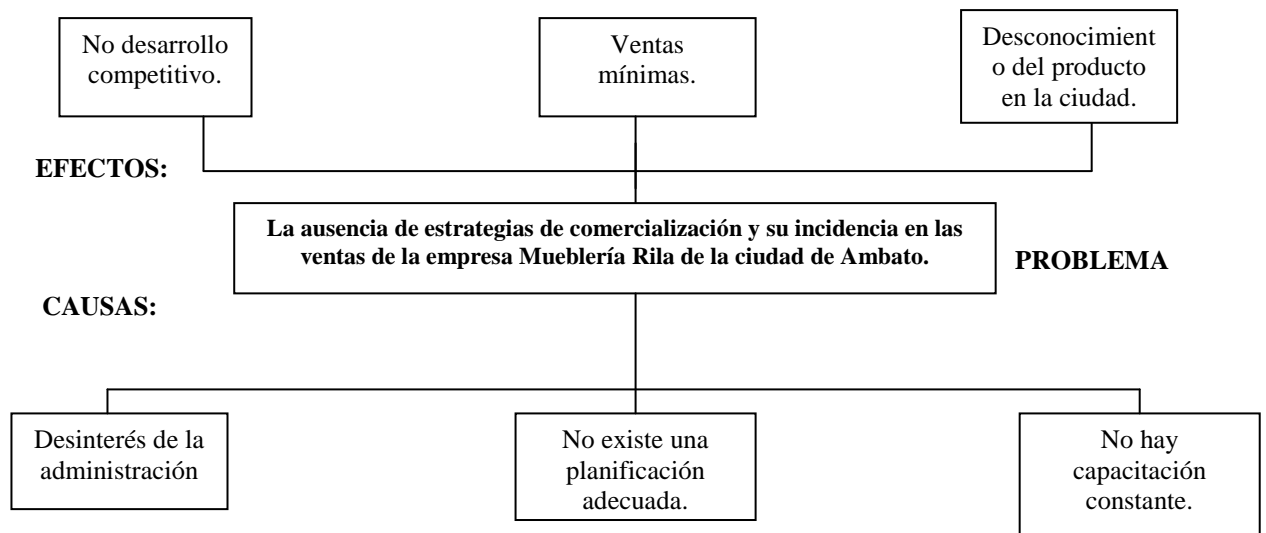 No desarrollo
competitivo.
Ventas
mínimas.
Desconocimient
o del producto
en la ciudad.
EFECTOS:
La ausencia de estrategias de comercialización y su incidencia en las
ventas de la empresa Mueblería Rila de la ciudad de Ambato.
PROBLEMA
CAUSAS:
Desinterés de la
administración
No existe una
planificación
adecuada.
No hay
capacitación
constante.